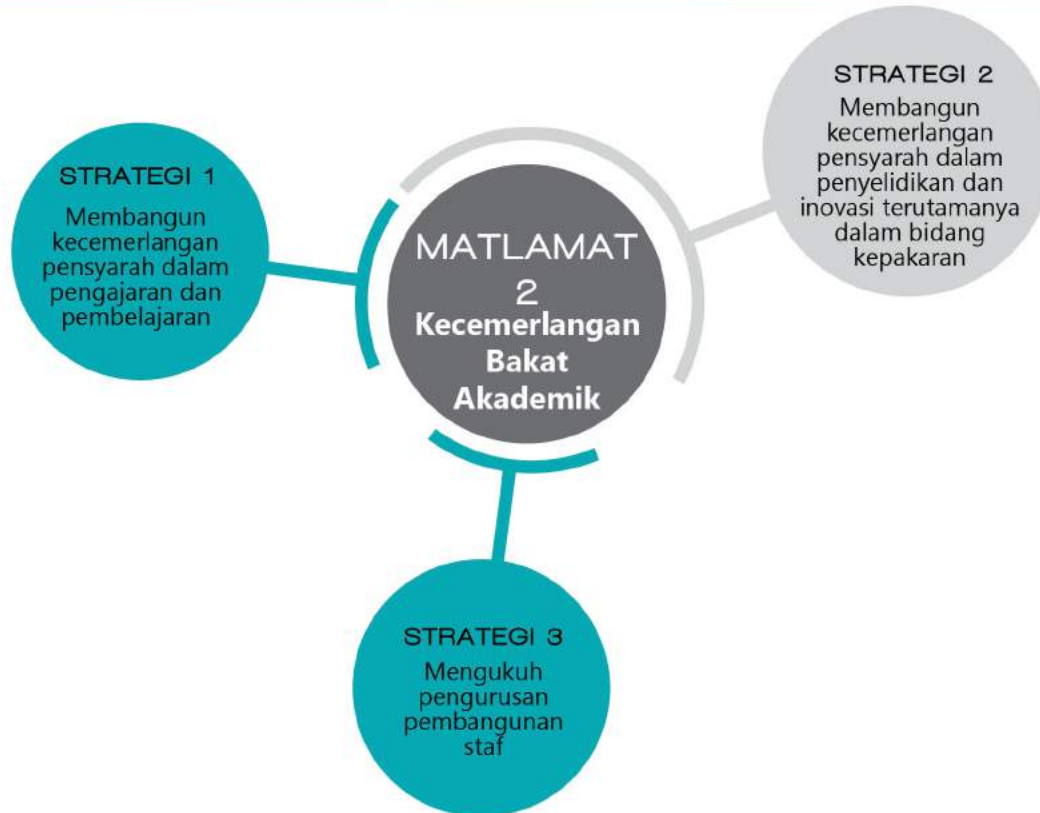 STRATEGI 1
Membangun
kecemerlangan
pensyarah dalam
pengajaran dan
pembelajaran
MATLAMAT
2
Kecemerlangan
Bakat
Akademik
STRATEGI 2
Membangun
kecemerlangan
pensyarah dalam
penyelidikan dan
inovasi terutamanya
dalam bidang
kepakaran
STRATEGI 3
Mengukuh
pengurusan
pembangunan
staf